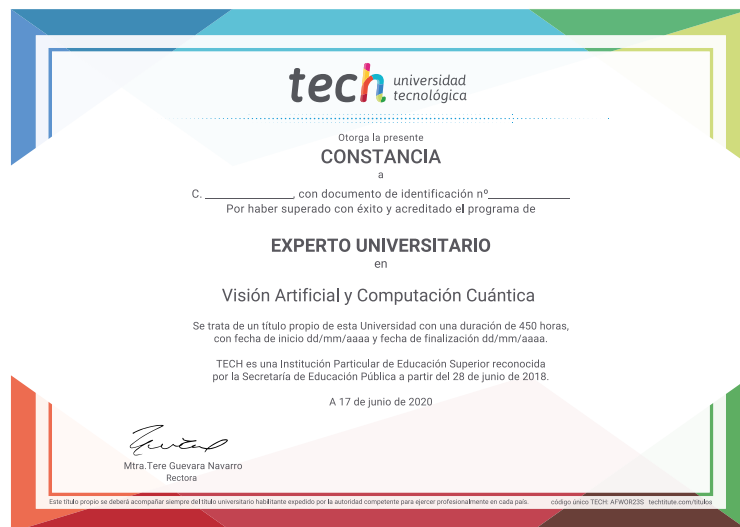 tech universidad
tecnológica
Otorga la presente
CONSTANCIA
a
C. ______________, con documento de identificación nº______________
Por haber superado con éxito y acreditado el programa de
EXPERTO UNIVERSITARIO
en
Visión Artificial y Computación Cuántica
Se trata de un título propio de esta Universidad con una duración de 450 horas,
con fecha de inicio dd/mm/aaaa y fecha de finalización dd/mm/aaaa.
TECH es una Institución Particular de Educación Superior reconocida
por la Secretaría de Educación Pública a partir del 28 de junio de 2018.
A 17 de junio de 2020
Mtra.Tere Guevara Navarro
Rectora
Este título propio se deberá acompañar siempre del título universitario habilitante expedido por la autoridad competente para ejercer profesionalmente en cada país. código único TECH: AFWOR23S techtitute.com/titulos